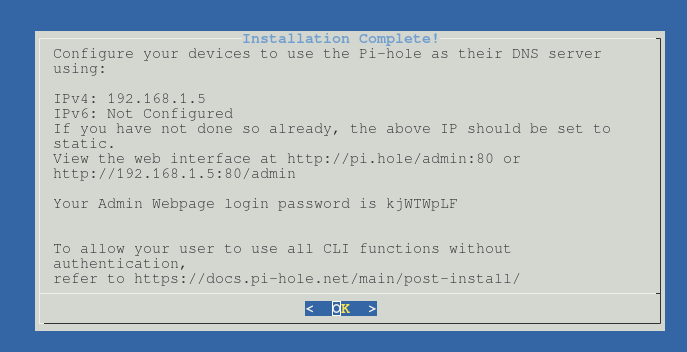 Installation Complete!
Configure your devices to use the Pi-hole as their DNS server
using:
IPv4: 192.168.1.5
IPv6: Not Configured
If you have not done so already, the above IP should be set to
static.
View the web interface at http://pi.hole/admin:80 or
http://192.168.1.5:80/admin
Your Admin Webpage login password is kjWTWpLF
To allow your user to use all CLI functions without
authentication,
refer to https://docs.pi-hole.net/main/post-install/
< OK >